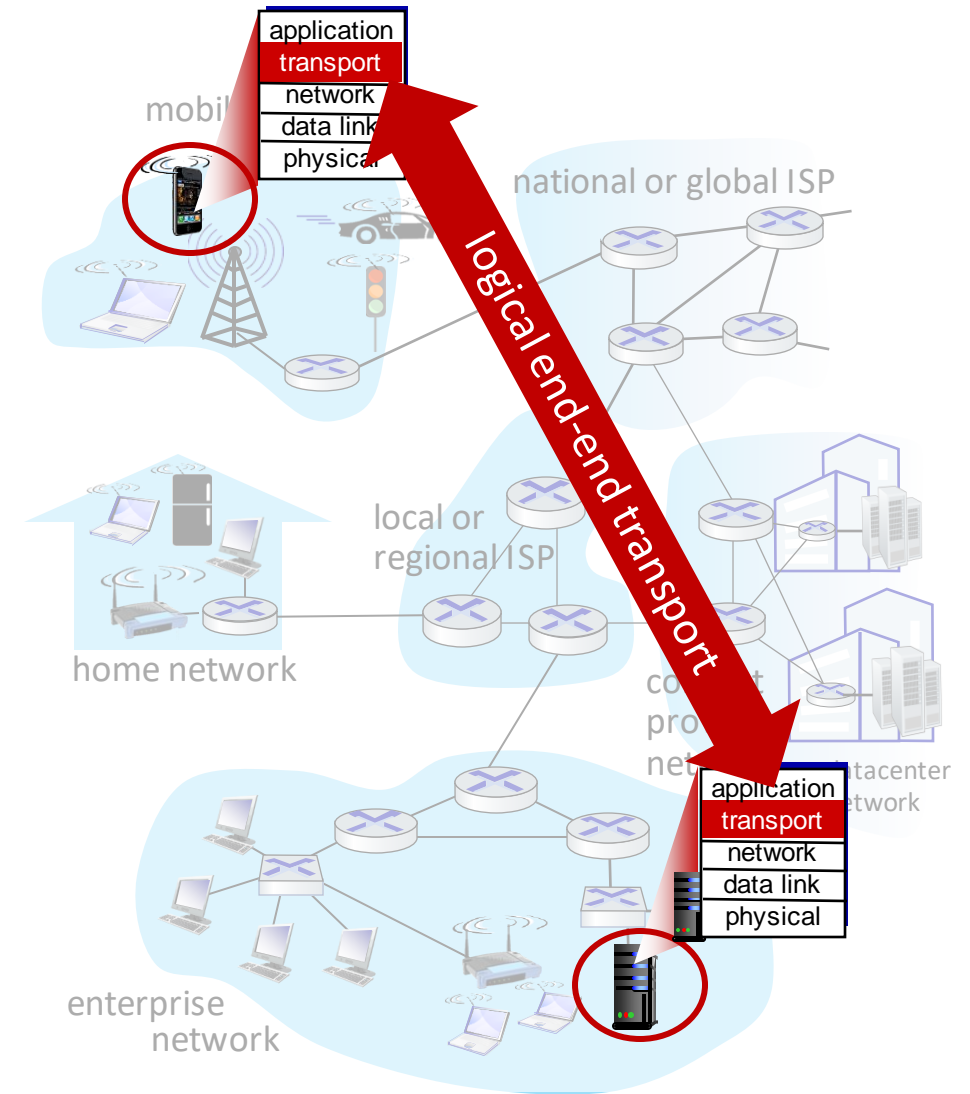 application
transport
network
data link
physical
national or global ISP
logical end-end transport
local or
regional ISP
home network
application
transport
network
data link
physical
enterprise
network